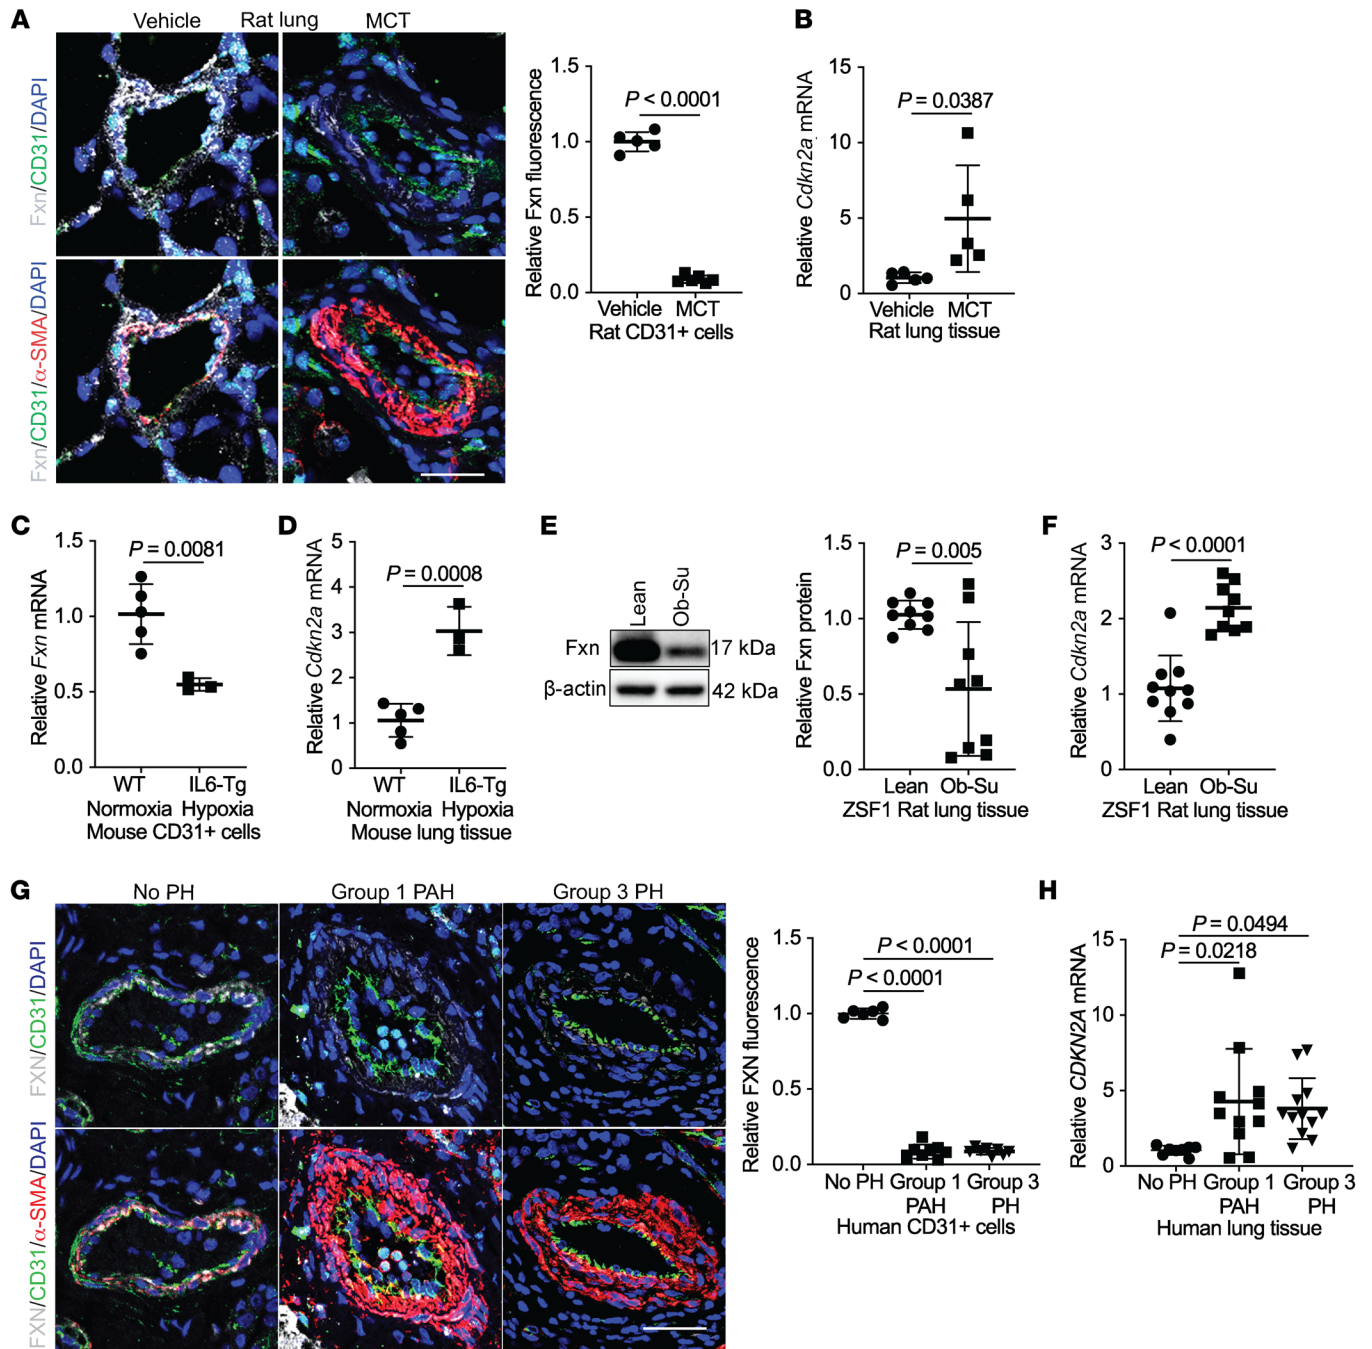 A
Vehicle
Rat lung
MCT
Fxn/CD31/DAPI
Fxn/CD31/α-SMA/DAPI
Relative Fxn fluorescence
1.5
1.0
0.5
0.0
P < 0.0001
Vehicle MCT
Rat CD31+ cells
B
Relative Cdkn2a mRNA
15
10
5
0
P = 0.0387
Vehicle MCT
Rat lung tissue
C
Relative Fxn mRNA
1.5
1.0
0.5
0.0
P = 0.0081
WT IL6-Tg
Normoxia Hypoxia
Mouse CD31+ cells
D
Relative Cdkn2a mRNA
5
4
3
2
1
0
P = 0.0008
WT IL6-Tg
Normoxia Hypoxia
Mouse lung tissue
E
Lean
Ob-Su
Fxn
17 kDa
β-actin
42 kDa
Relative Fxn protein
1.5
1.0
0.5
0.0
P = 0.005
Lean Ob-Su
ZSF1 Rat lung tissue
F
Relative Cdkn2a mRNA
3
2
1
0
P < 0.0001
Lean Ob-Su
ZSF1 Rat lung tissue
G
No PH
Group 1 PAH
Group 3 PH
FXN/CD31/DAPI
FXN/CD31/α-SMA/DAPI
Relative FXN fluorescence
1.5
1.0
0.5
0.0
P < 0.0001
P < 0.0001
No PH Group 1 Group 3
PAH PH
Human CD31+ cells
H
Relative CDKN2A mRNA
15
10
5
0
P = 0.0494
P = 0.0218
No PH Group 1 Group 3
PAH PH
Human lung tissue